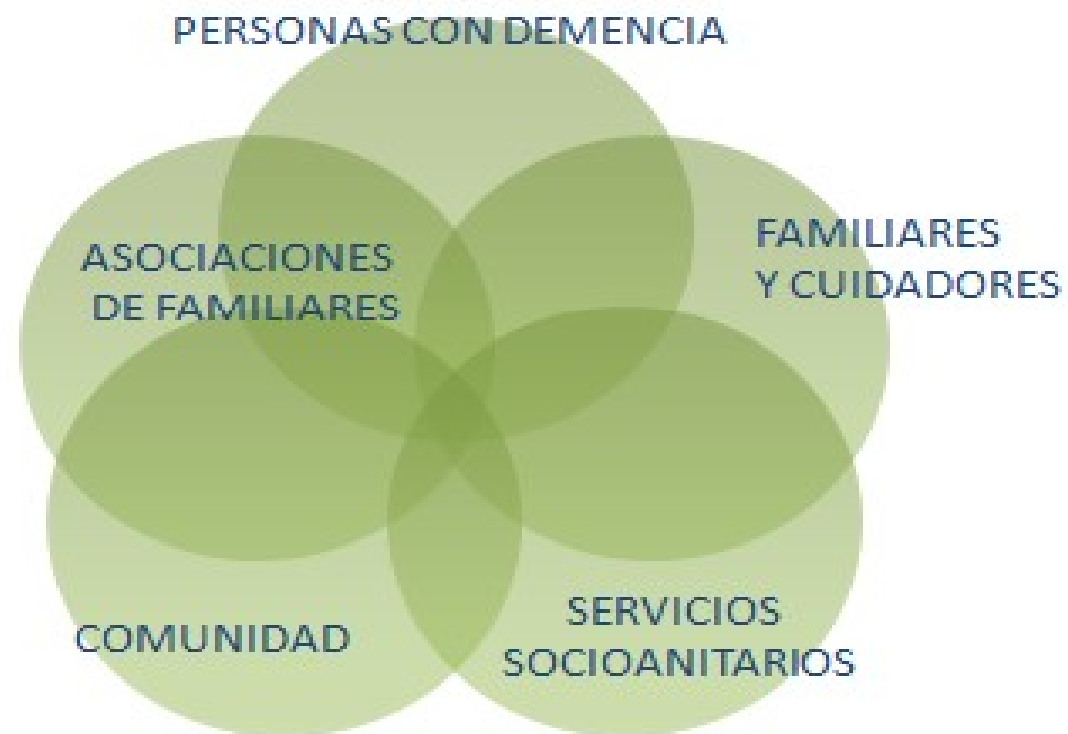 PERSONAS CON DEMENCIA
ASOCIACIONES
DE FAMILIARES
FAMILIARES
Y CUIDADORES
COMUNIDAD
SERVICIOS
SOCIOANITARIOS